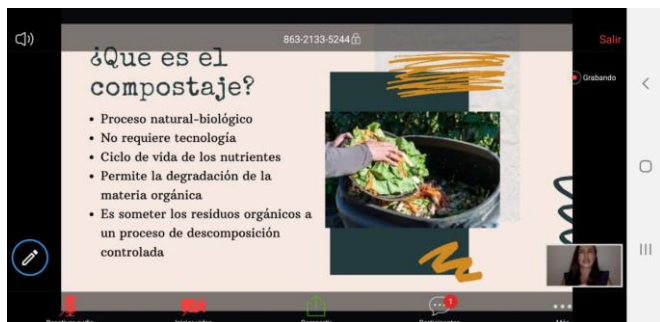 863-2133-5244
Salir
¿Que es el
compostaje?
Grabando
• Proceso natural-biológico
• No requiere tecnología
• Ciclo de vida de los nutrientes
• Permite la degradación de la
materia orgánica
• Es someter los residuos orgánicos a
un proceso de descomposición
controlada
1